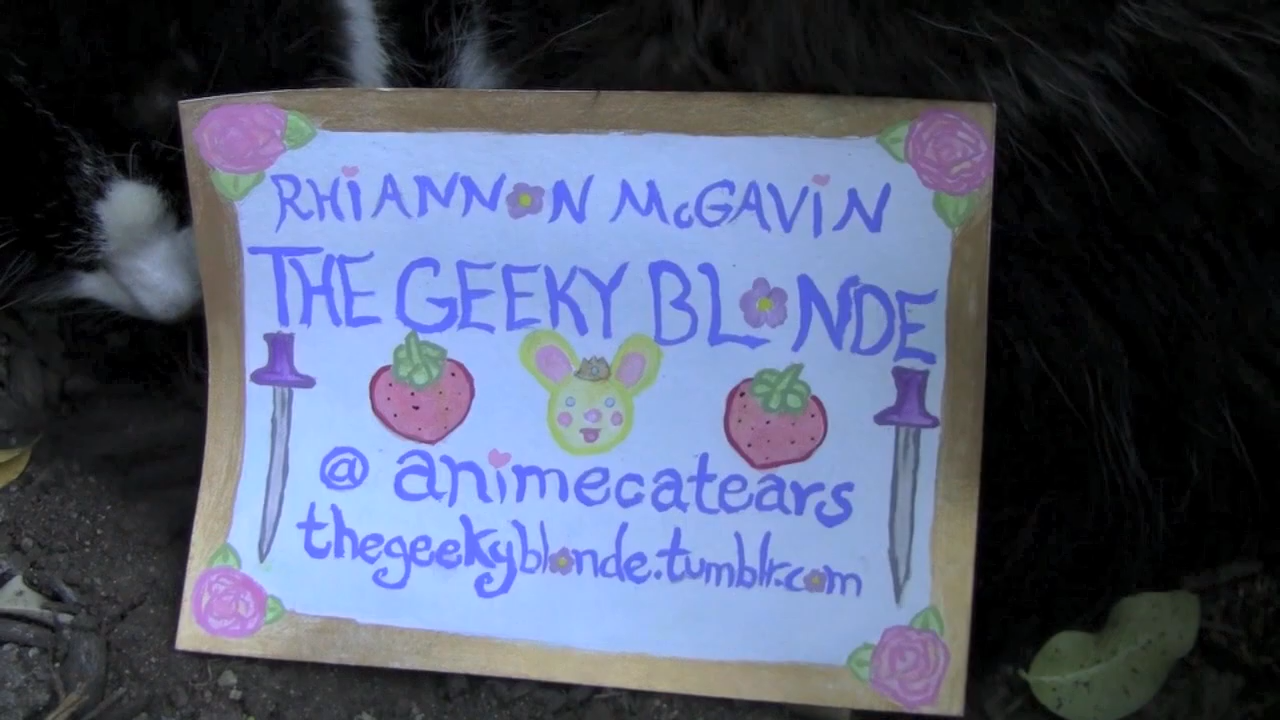 RHiANNON McGAViN
THE GEEKY BLONDE
@ animecatears
thegeekyblonde.tumblr.com